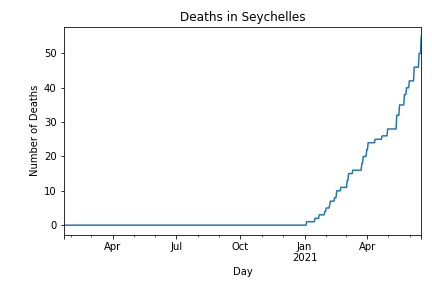 Deaths in Seychelles
Number of Deaths
50
40
30
20
10
0
Apr
Jul
Oct
Jan
2021
Apr
Day